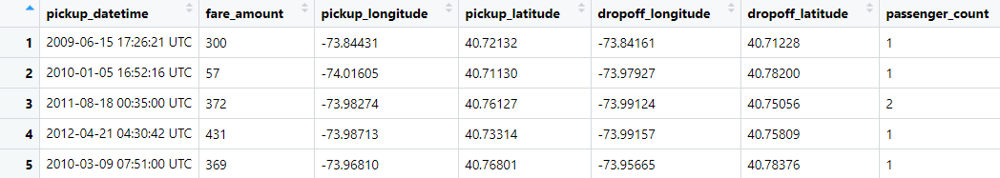 pickup_datetime fare_amount pickup_longitude pickup_latitude dropoff_longitude dropoff_latitude passenger_count
1 2009-06-15 17:26:21 UTC 300 -73.84431 40.72132 -73.84161 40.71228 1
2 2010-01-05 16:52:16 UTC 57 -74.01605 40.71130 -73.97927 40.78200 1
3 2011-08-18 00:35:00 UTC 372 -73.98274 40.76127 -73.99124 40.75056 2
4 2012-04-21 04:30:42 UTC 431 -73.98713 40.73314 -73.99157 40.75809 1
5 2010-03-09 07:51:00 UTC 369 -73.96810 40.76801 -73.95665 40.78376 1